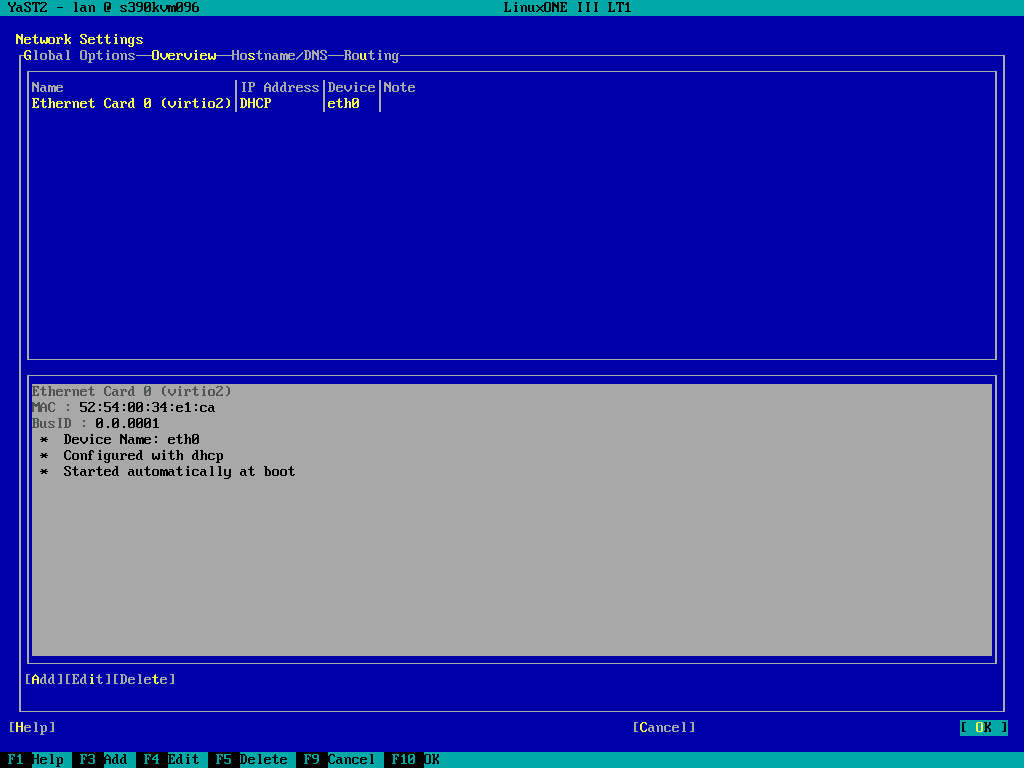 YaST2 - lan @ s390kvm096 LinuxONE III LT1
Network Settings
Global Options Overview Hostname/DNS Routing
Name IP Address Device Note
Ethernet Card 0 (virtio2) DHCP eth0
Ethernet Card 0 (virtio2)
MAC : 52:54:00:34:e1:ca
BusID : 0.0.0001
* Device Name: eth0
* Configured with dhcp
* Started automatically at boot
[Add][Edit][Delete]
[Help] [Cancel] [ OK ]
F1 Help F3 Add F4 Edit F5 Delete F9 Cancel F10 OK